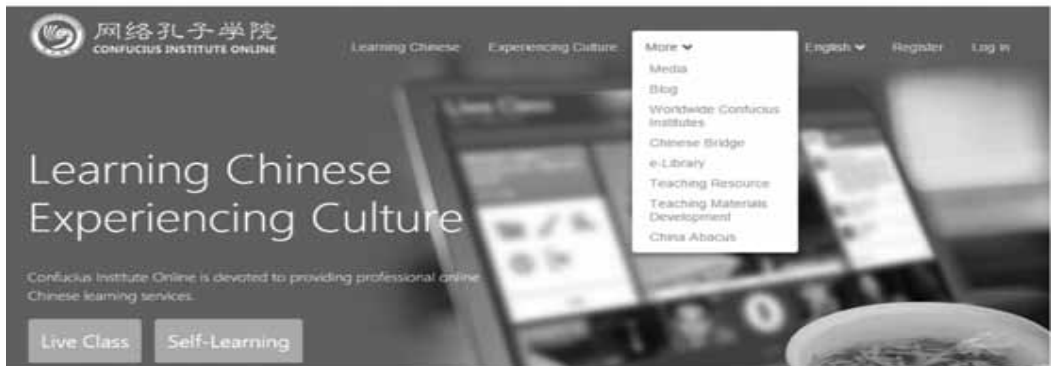 网络孔子学院
CONFUCIUS INSTITUTE ONLINE
Learning Chinese
Experiencing Culture
More
English
Register
Log in
Media
Blog
Worldwide Confucius
Institutes
Chinese Bridge
e-Library
Teaching Resource
Teaching Materials
Development
China Abacus
Live Class
Learning Chinese
Experiencing Culture
Confucius Institute Online is devoted to providing professional online
Chinese learning services.
Live Class
Self-Learning